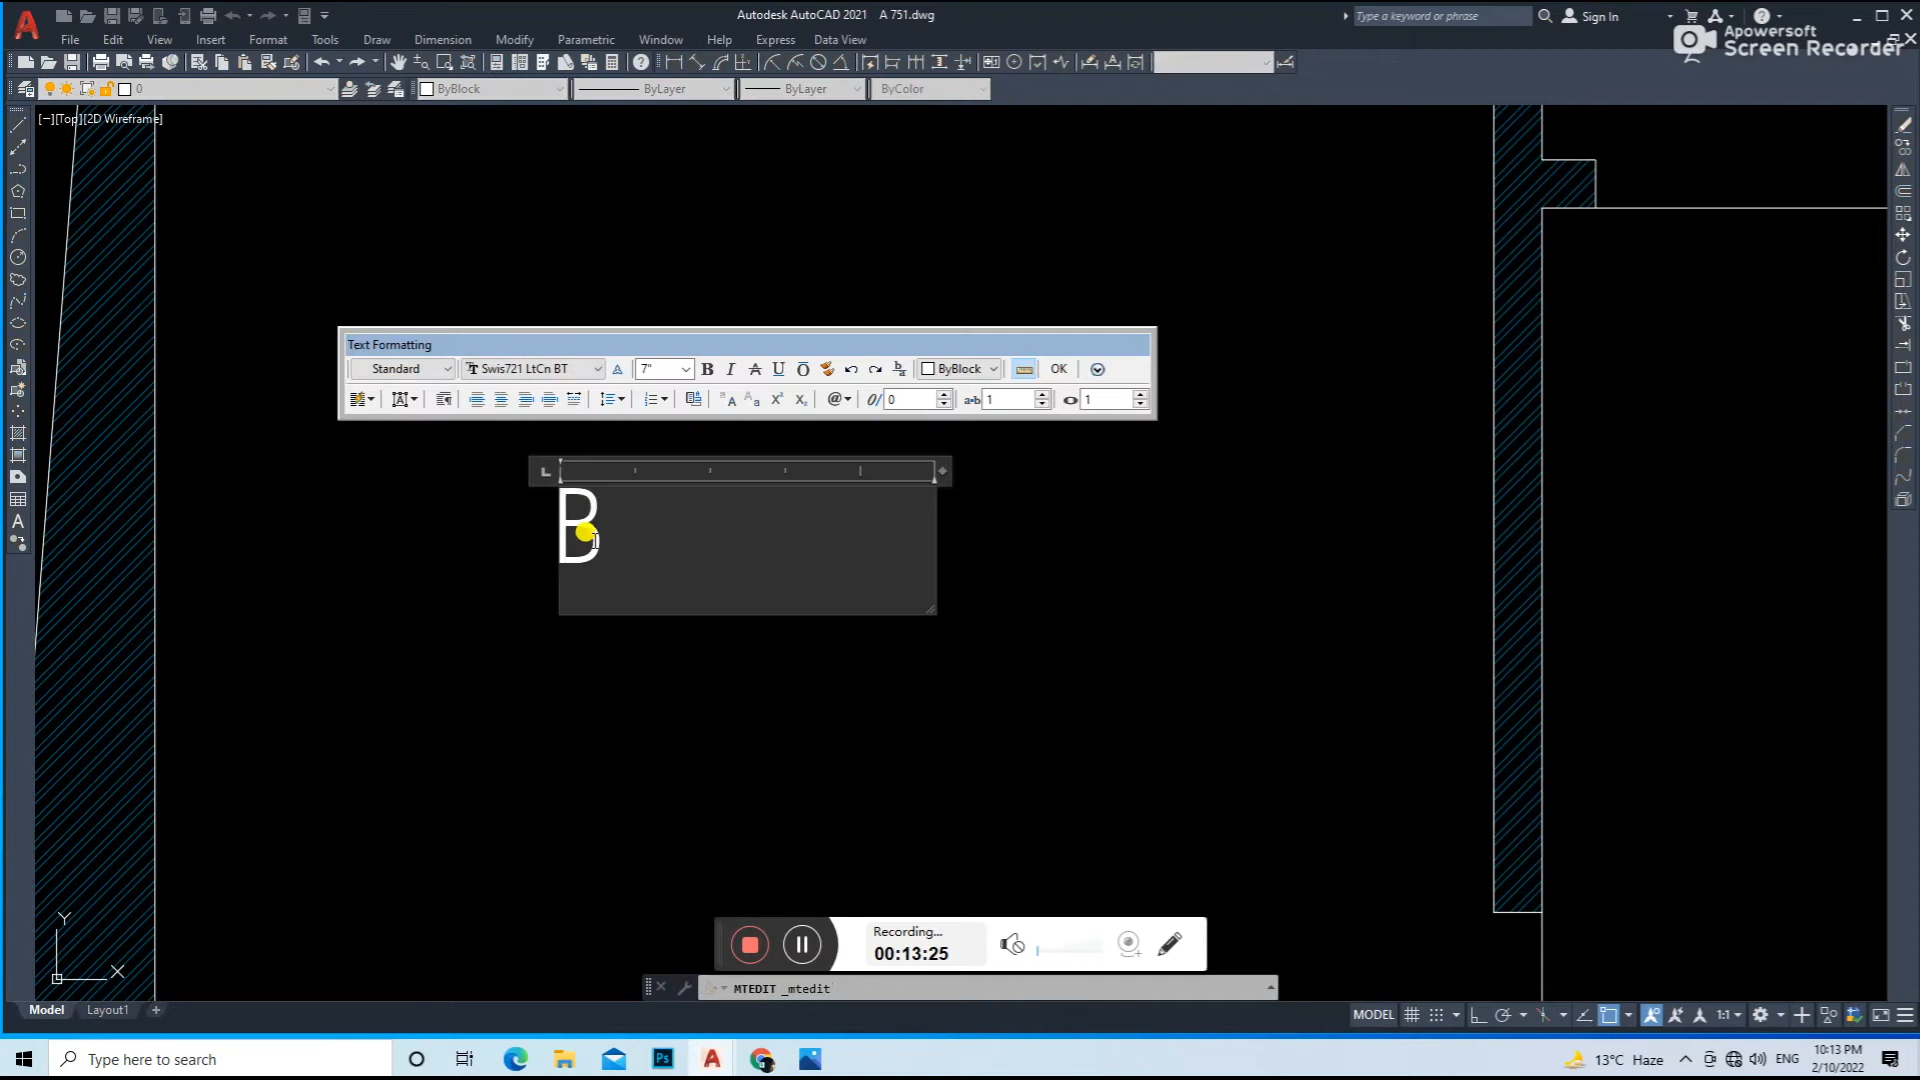 Autodesk AutoCAD 2021 A 751.dwg
Type a keyword or phrase
Sign In
File Edit View Insert Format Tools Draw Dimension Modify Parametric Window Help Express Data View
Apowersoft
Screen Recorder
0
ByBlock
ByLayer
ByLayer
ByColor
[−][Top][2D Wireframe]
Text Formatting
Standard
Swis721 LtCn BT
7"
B I A U O
ByBlock
OK
@
0/ 0
a•b 1
1
B
Y
X
Recording...
00:13:25
MTEDIT _mtedit
Model Layout1 +
MODEL
1:1
Type here to search
Ps
13°C Haze
ENG
10:13 PM
2/10/2022